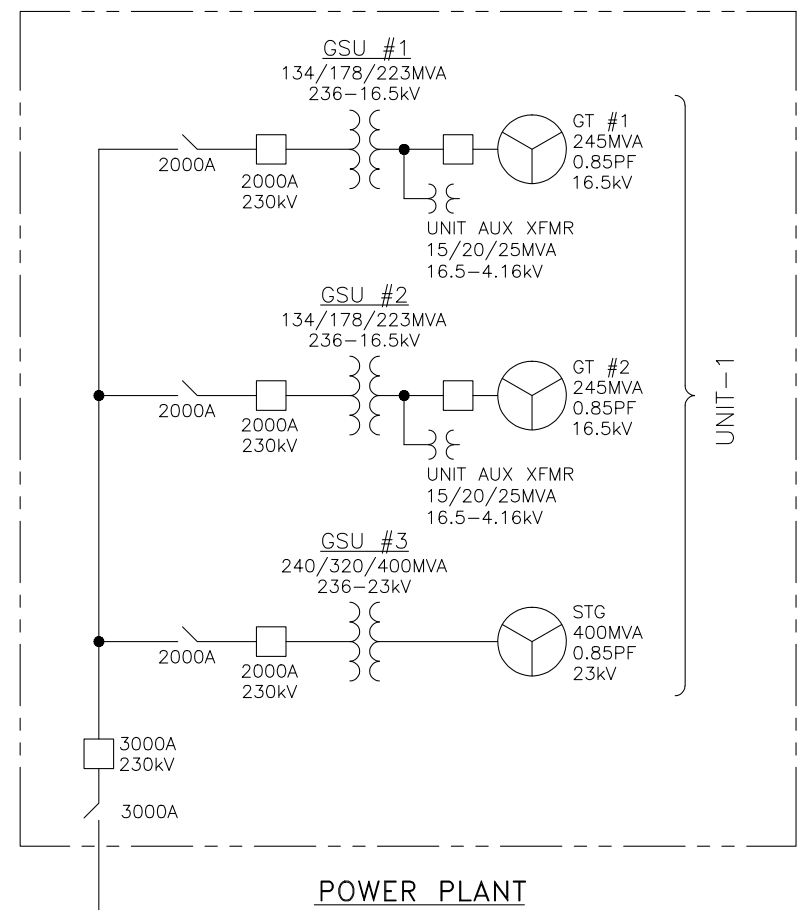 GSU #1
134/178/223MVA
236-16.5kV
2000A
2000A
230kV
GT #1
245MVA
0.85PF
16.5kV
UNIT AUX XFMR
15/20/25MVA
16.5-4.16kV
GSU #2
134/178/223MVA
236-16.5kV
2000A
2000A
230kV
GT #2
245MVA
0.85PF
16.5kV
UNIT AUX XFMR
15/20/25MVA
16.5-4.16kV
UNIT-1
GSU #3
240/320/400MVA
236-23kV
2000A
2000A
230kV
STG
400MVA
0.85PF
23kV
3000A
230kV
3000A
POWER PLANT